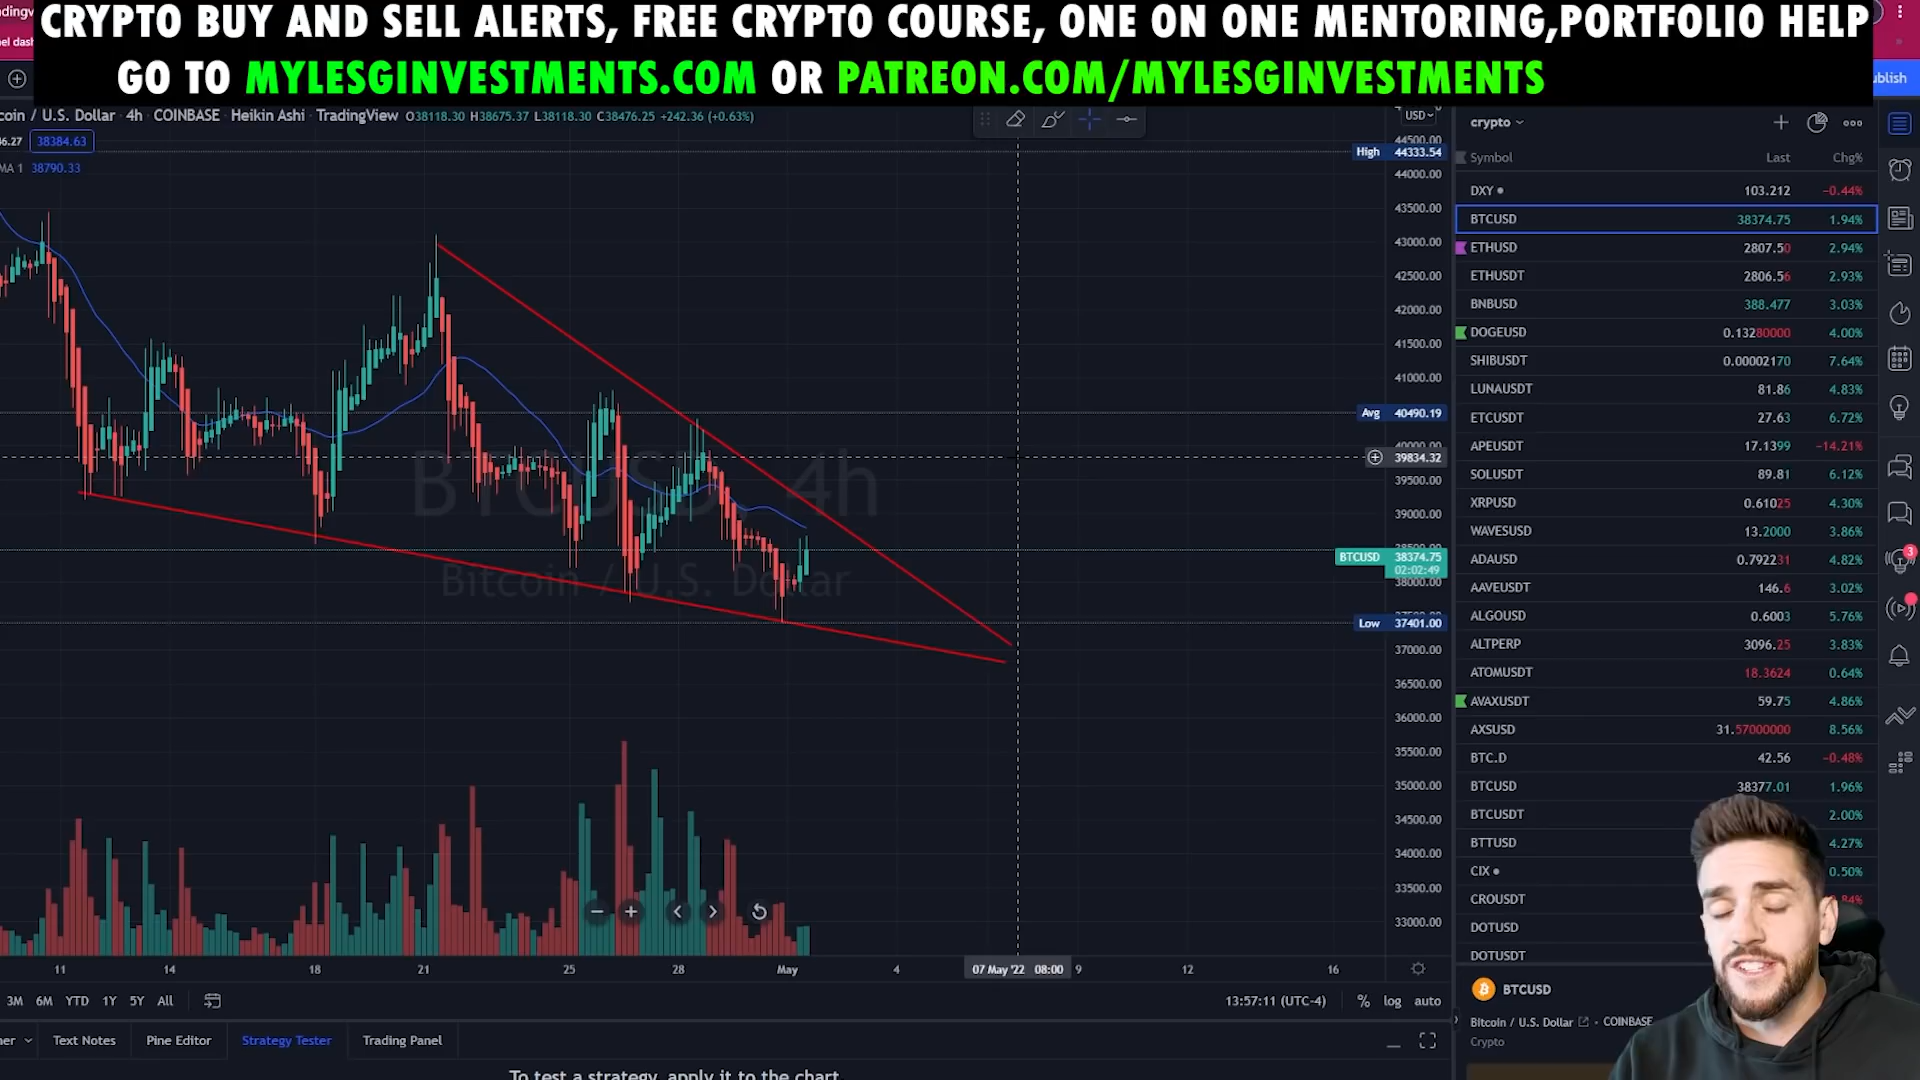 CRYPTO BUY AND SELL ALERTS, FREE CRYPTO COURSE, ONE ON ONE MENTORING,PORTFOLIO HELP
GO TO MYLESGINVESTMENTS.COM OR PATREON.COM/MYLESGINVESTMENTS
coin / U.S. Dollar · 4h · COINBASE · Heikin Ashi · TradingView O38118.30 H38675.37 L38118.30 C38476.25 +242.36 (+0.63%)
38384.63
MA 1 38790.33
USD
High 44333.54
44000.00
43500.00
43000.00
42500.00
42000.00
41500.00
41000.00
Avg 40490.19
40000.00
39834.32
39500.00
39000.00
BTCUSD 38374.75
02:02:49
38000.00
Low 37401.00
37000.00
36500.00
36000.00
35500.00
35000.00
34500.00
34000.00
33500.00
33000.00
BTCUSD, 4h
Bitcoin / U.S. Dollar
11 14 18 21 25 28 May 4 07 May '22 08:00 9 12 16
3M 6M YTD 1Y 5Y All
13:57:11 (UTC-4) % log auto
Text Notes Pine Editor Strategy Tester Trading Panel
To test a strategy, apply it to the chart
crypto
Symbol Last Chg%
DXY 103.212 −0.44%
BTCUSD 38374.75 1.94%
ETHUSD 2807.50 2.94%
ETHUSDT 2806.56 2.93%
BNBUSD 388.477 3.03%
DOGEUSD 0.13280000 4.00%
SHIBUSDT 0.00002170 7.64%
LUNAUSDT 81.86 4.83%
ETCUSDT 27.63 6.72%
APEUSDT 17.1399 −14.21%
SOLUSDT 89.81 6.12%
XRPUSD 0.61025 4.30%
WAVESUSD 13.2000 3.86%
ADAUSD 0.792231 4.82%
AAVEUSDT 146.6 3.02%
ALGOUSD 0.6003 5.76%
ALTPERP 3096.25 3.83%
ATOMUSDT 18.3624 0.64%
AVAXUSDT 59.75 4.86%
AXSUSD 31.57000000 8.56%
BTC.D 42.56 −0.48%
BTCUSD 38377.01 1.96%
BTCUSDT 2.00%
BTTUSD 4.27%
CIX 0.50%
CROUSDT
DOTUSD
DOTUSDT
BTCUSD
Bitcoin / U.S. Dollar · COINBASE
Crypto
3